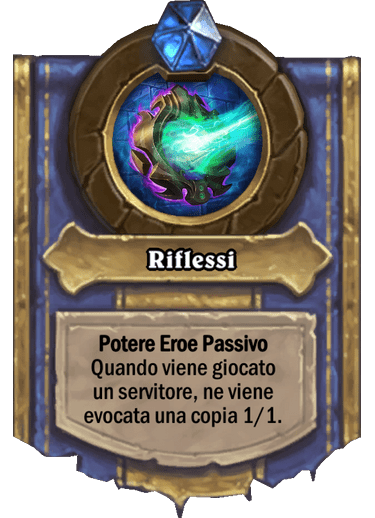 Riflessi
Potere Eroe Passivo
Quando viene giocato
un servitore, ne viene
evocata una copia 1/1.